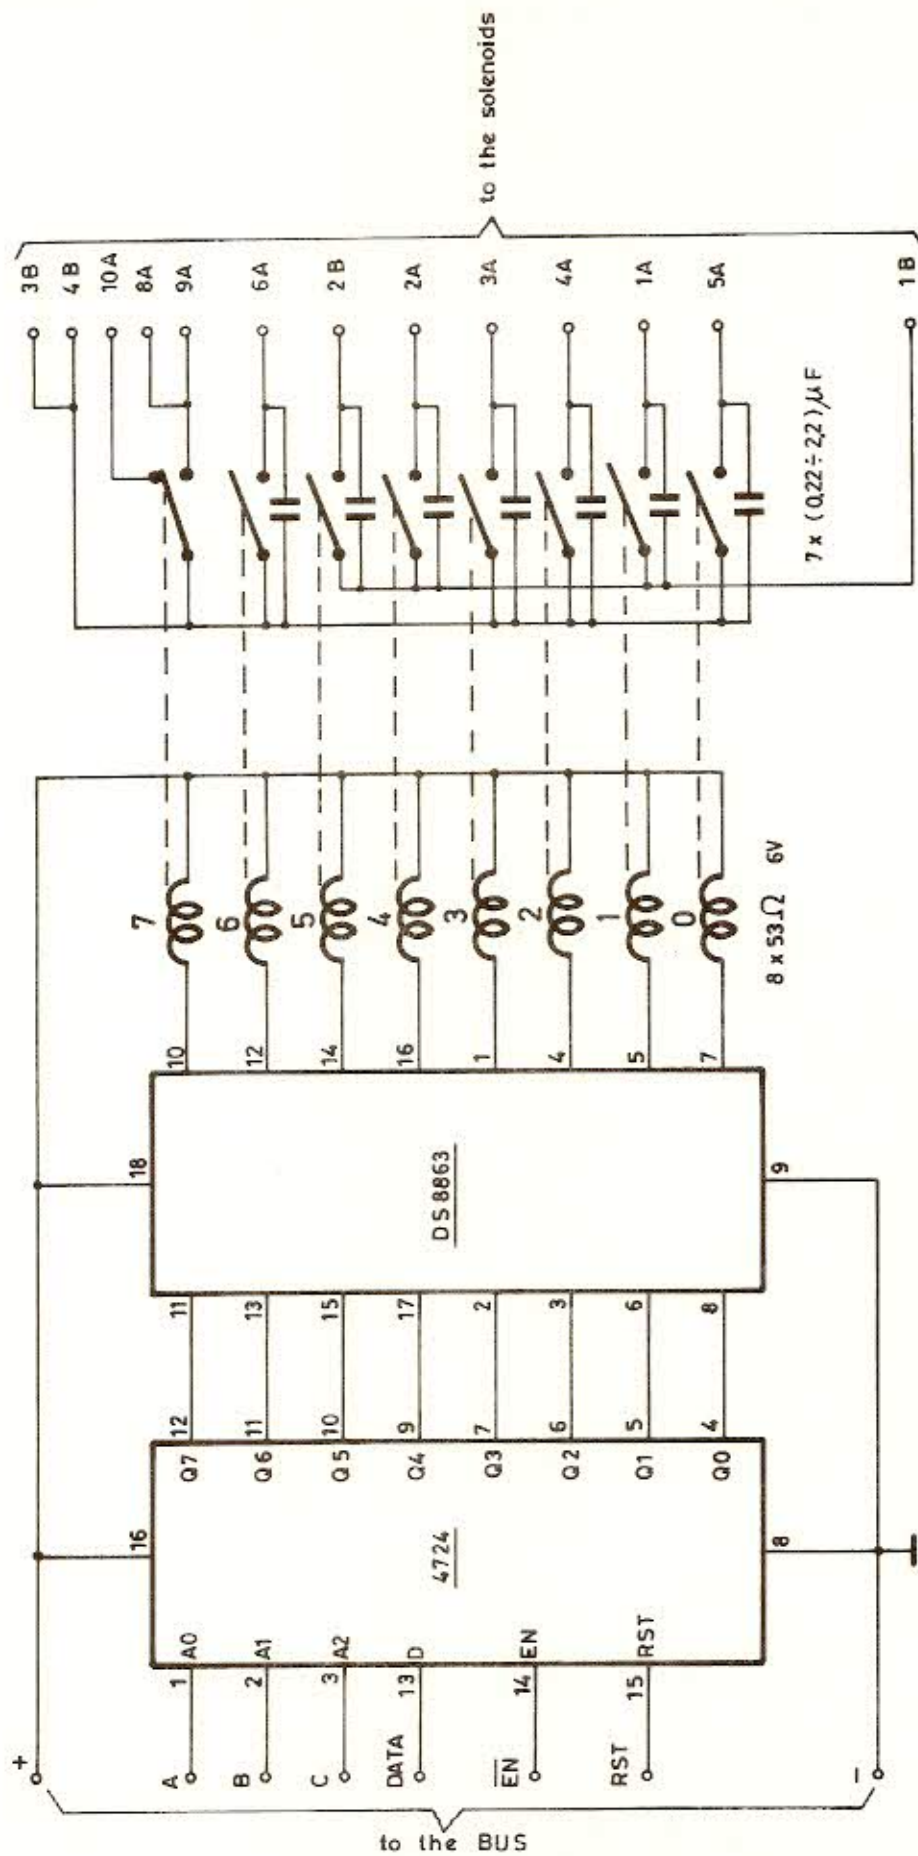 to the BUS
+
A
B
C
DATA
E̅N̅
RST
−
1
2
3
13
14
15
A0
A1
A2
D
EN
RST
16
4724
8
Q7
Q6
Q5
Q4
Q3
Q2
Q1
Q0
12
11
10
9
7
6
5
4
11
13
15
17
2
3
6
8
18
DS8863
9
10
12
14
16
1
4
5
7
7
6
5
4
3
2
1
0
8 x 53Ω 6V
7 x (0,22÷2,2)μF
3B
4B
10A
8A
9A
6A
2B
2A
3A
4A
1A
5A
1B
to the solenoids